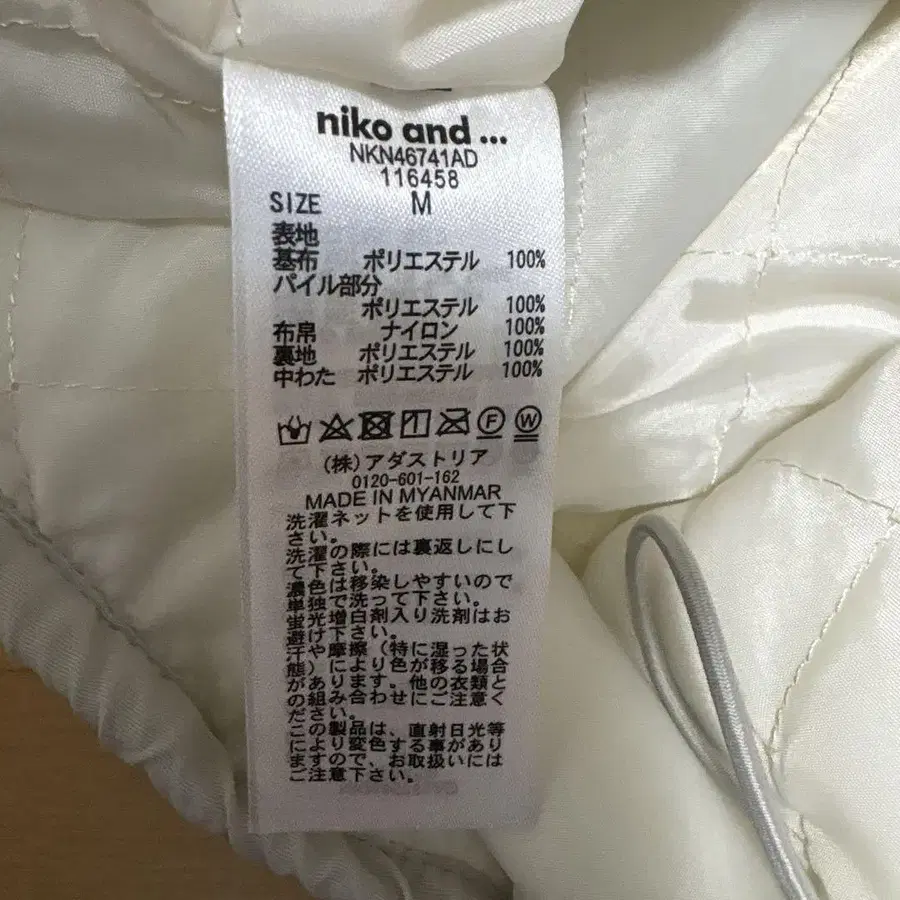 niko and ...
NKN46741AD
116458
SIZE M
表地
基布 ポリエステル 100%
パイル部分
ポリエステル 100%
布帛 ナイロン 100%
裏地 ポリエステル 100%
中わた ポリエステル 100%
F W
(株)アダストリア
0120-601-162
MADE IN MYANMAR
洗濯ネットを使用して下
さい。
洗濯の際には裏返しにし
て下さい。
濃色は移染しやすいので
単独で洗って下さい。
蛍光増白剤入り洗剤はお
避け下さい。
汗や摩擦（特に湿った状
態）により色が移る場合
があります。他の衣類と
の組み合わせにご注意く
ださい。
この製品は、直射日光等
により変色する事があり
ますので、お取扱いには
ご注意下さい。